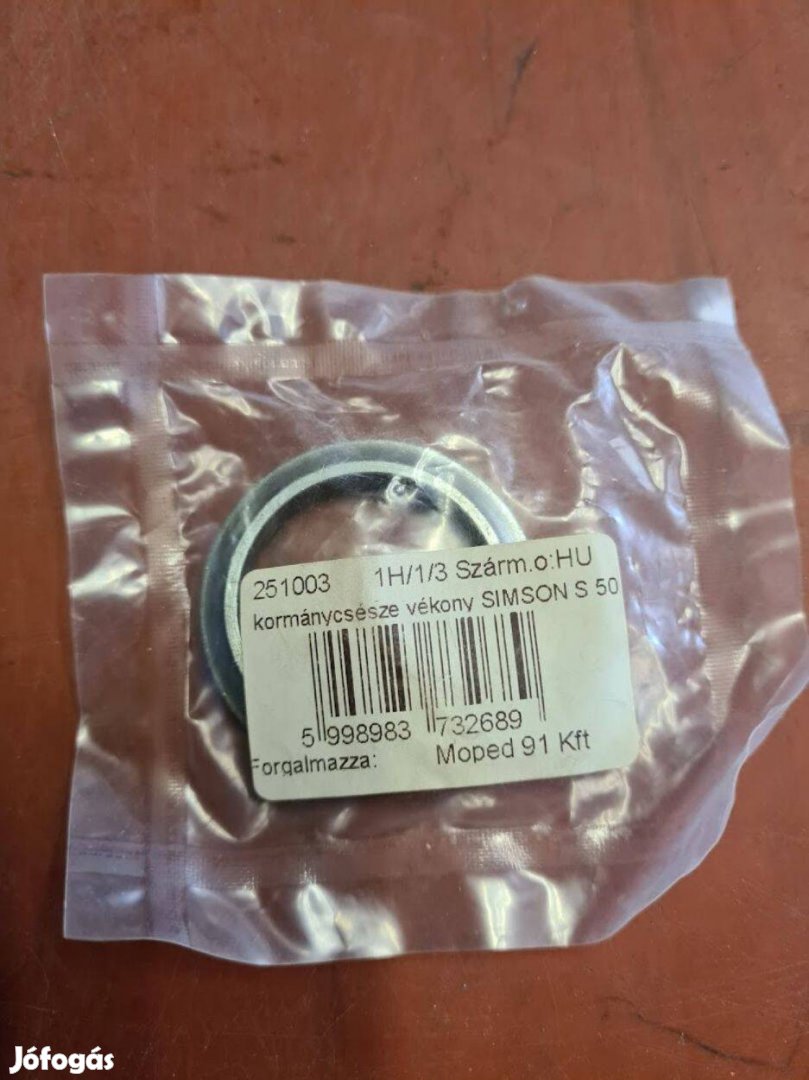 251003 1H/1/3 Szárm.o:HU
kormánycsésze vékony SIMSON S 50
5 998983 732689
Forgalmazza: Moped 91 Kft
Jófogás